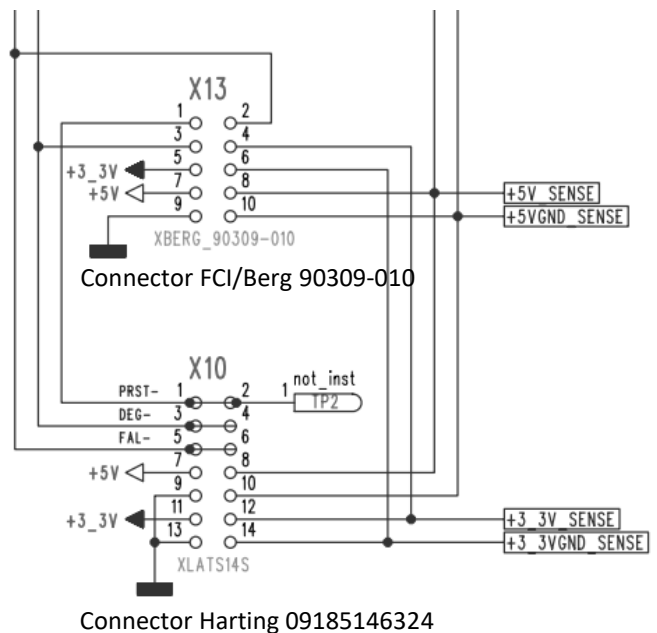 X13
1 2
3 4
+3_3V 5 6
+5V 7 8 +5V_SENSE
9 10 +5VGND_SENSE
XBERG_90309-010
Connector FCI/Berg 90309-010
X10
not_inst
PRST- 1 2 1 TP2
DEG- 3 4
FAL- 5 6
+5V 7 8
9 10
+3_3V 11 12 +3_3V_SENSE
13 14 +3_3VGND_SENSE
XLATS14S
Connector Harting 09185146324